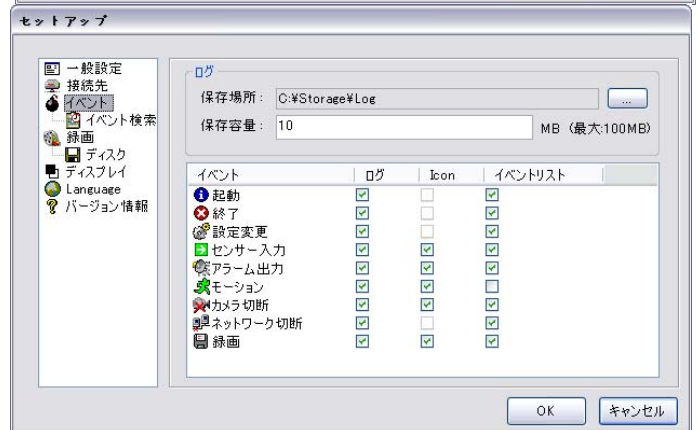 セットアップ
一般設定
接続先
イベント
イベント検索
録画
ディスク
ディスプレイ
Language
バージョン情報
ログ
保存場所： C:¥Storage¥Log ...
保存容量： 10 MB (最大:100MB)
イベント ログ Icon イベントリスト
起動
終了
設定変更
センサー入力
アラーム出力
モーション
カメラ切断
ネットワーク切断
録画
OK キャンセル